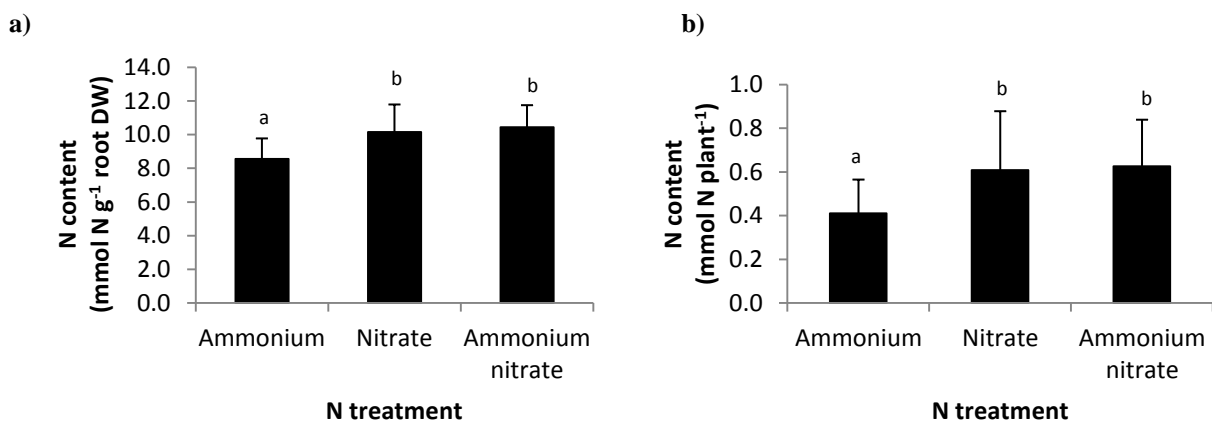 a)
N content
(mmol N g⁻¹ root DW)
14.0
12.0
10.0
8.0
6.0
4.0
2.0
0.0
a
b
b
Ammonium
Nitrate
Ammonium
nitrate
N treatment
b)
N content
(mmol N plant⁻¹)
1.0
0.8
0.6
0.4
0.2
0.0
a
b
b
Ammonium
Nitrate
Ammonium
nitrate
N treatment